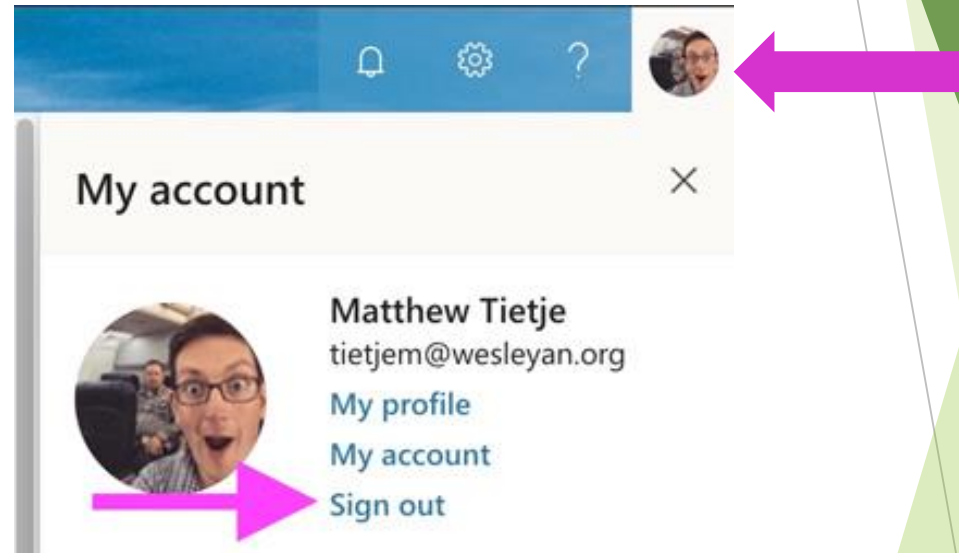 ?
My account
Matthew Tietje
tietjem@wesleyan.org
My profile
My account
Sign out